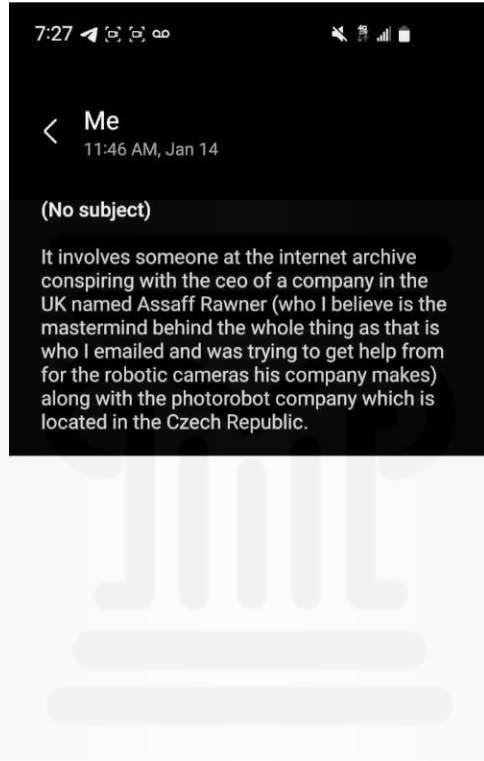 7:27
Me
11:46 AM, Jan 14
(No subject)
It involves someone at the internet archive
conspiring with the ceo of a company in the
UK named Assaff Rawner (who I believe is the
mastermind behind the whole thing as that is
who I emailed and was trying to get help from
for the robotic cameras his company makes)
along with the photorobot company which is
located in the Czech Republic.